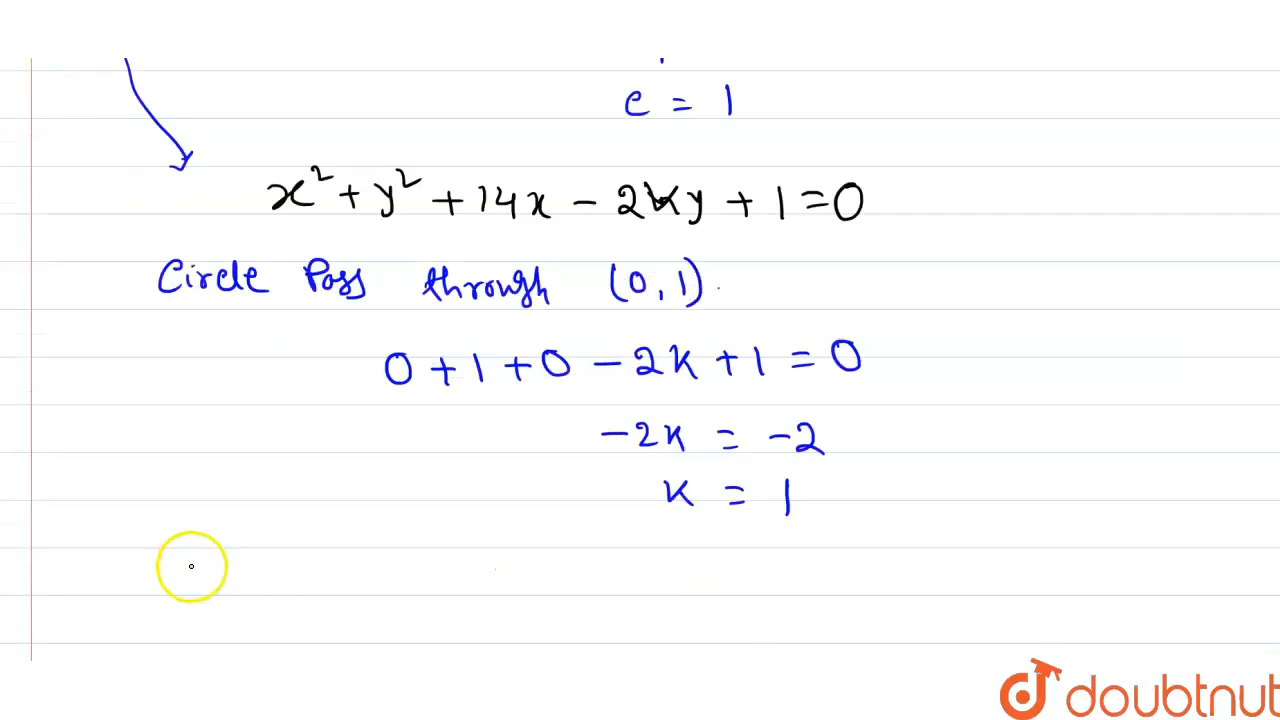 c = 1
x² + y² + 14x - 2ky + 1 = 0
Circle Pass through (0, 1).
0 + 1 + 0 - 2k + 1 = 0
-2k = -2
k = 1
doubtnut